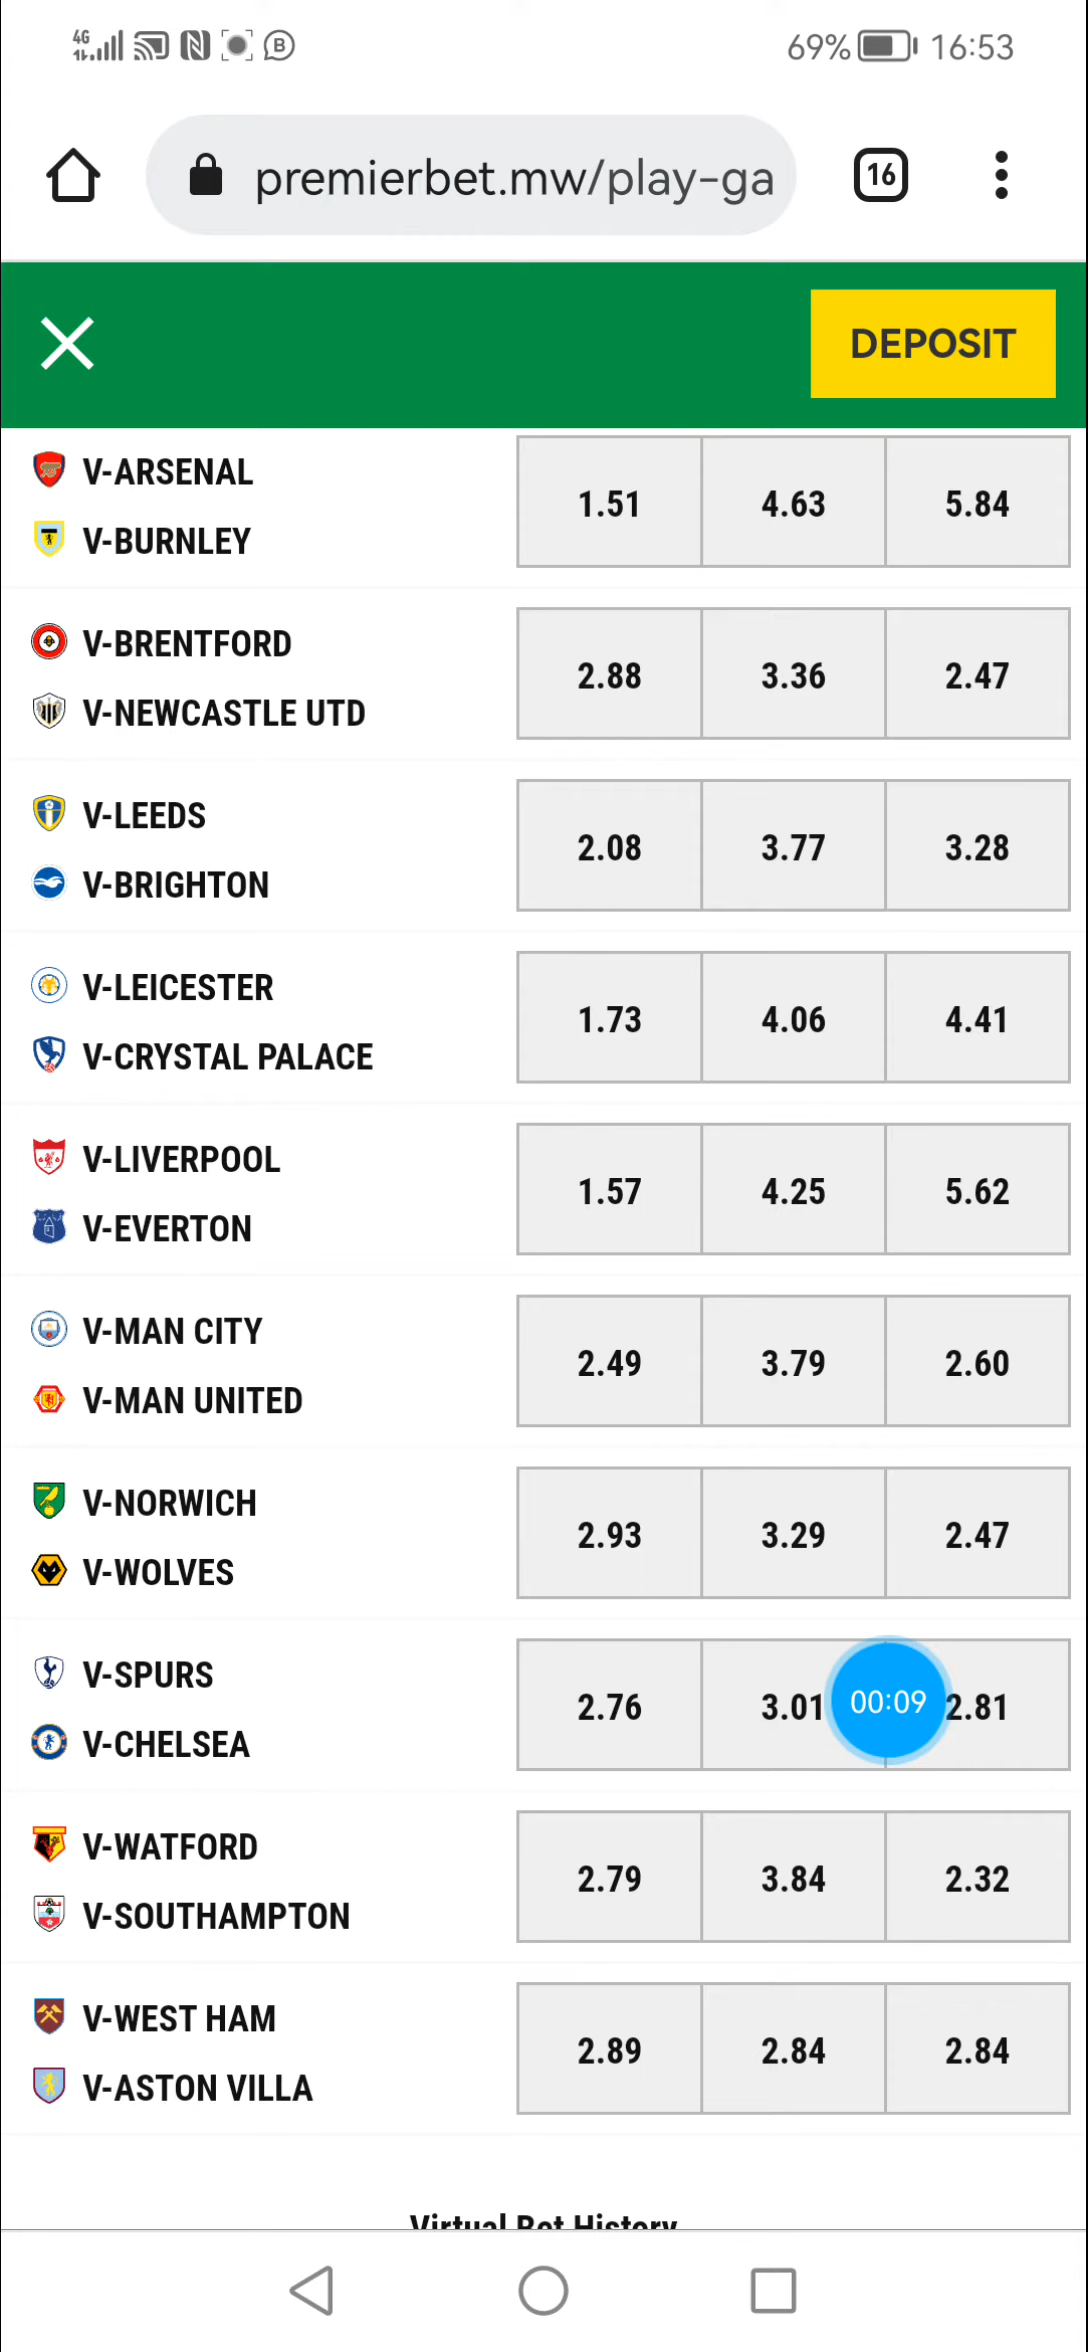 4G 69% 16:53
premierbet.mw/play-ga 16
DEPOSIT
V-ARSENAL
V-BURNLEY
1.51 4.63 5.84
V-BRENTFORD
V-NEWCASTLE UTD
2.88 3.36 2.47
V-LEEDS
V-BRIGHTON
2.08 3.77 3.28
V-LEICESTER
V-CRYSTAL PALACE
1.73 4.06 4.41
V-LIVERPOOL
V-EVERTON
1.57 4.25 5.62
V-MAN CITY
V-MAN UNITED
2.49 3.79 2.60
V-NORWICH
V-WOLVES
2.93 3.29 2.47
V-SPURS
V-CHELSEA
2.76 3.01 00:09 2.81
V-WATFORD
V-SOUTHAMPTON
2.79 3.84 2.32
V-WEST HAM
V-ASTON VILLA
2.89 2.84 2.84
Virtual Bet History